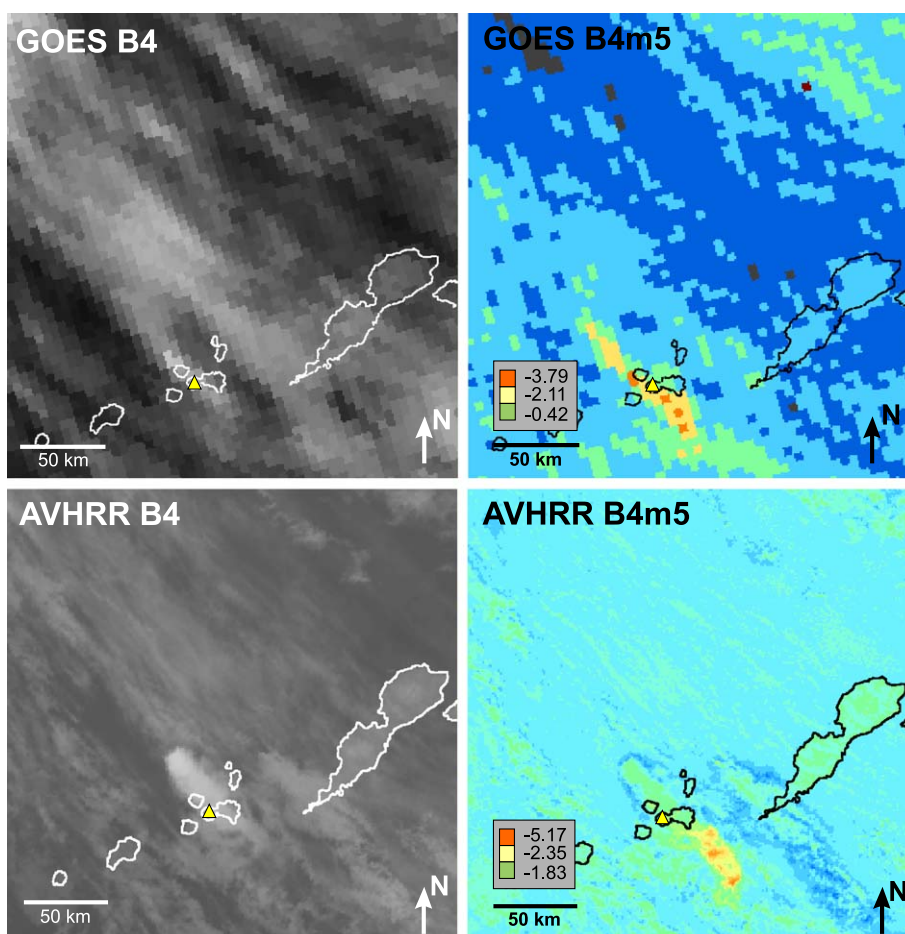 GOES B4
GOES B4m5
-3.79
-2.11
-0.42
50 km
N
50 km
N
AVHRR B4
AVHRR B4m5
-5.17
-2.35
-1.83
50 km
N
50 km
N